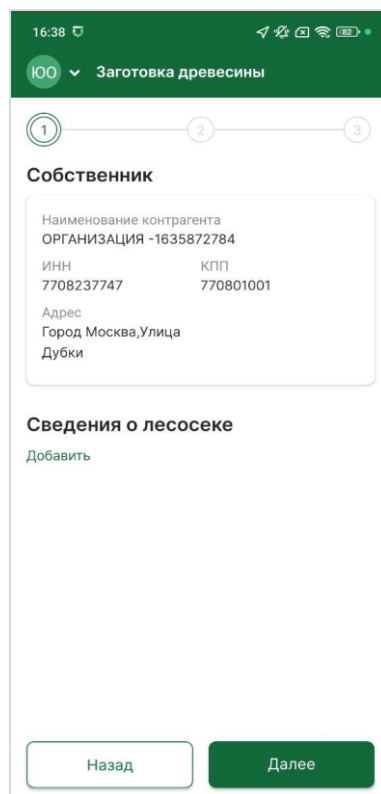 16:38 82
ЮО Заготовка древесины
1 2 3
Собственник
Наименование контрагента
ОРГАНИЗАЦИЯ -1635872784
ИНН КПП
7708237747 770801001
Адрес
Город Москва,Улица
Дубки
Сведения о лесосеке
Добавить
Назад Далее